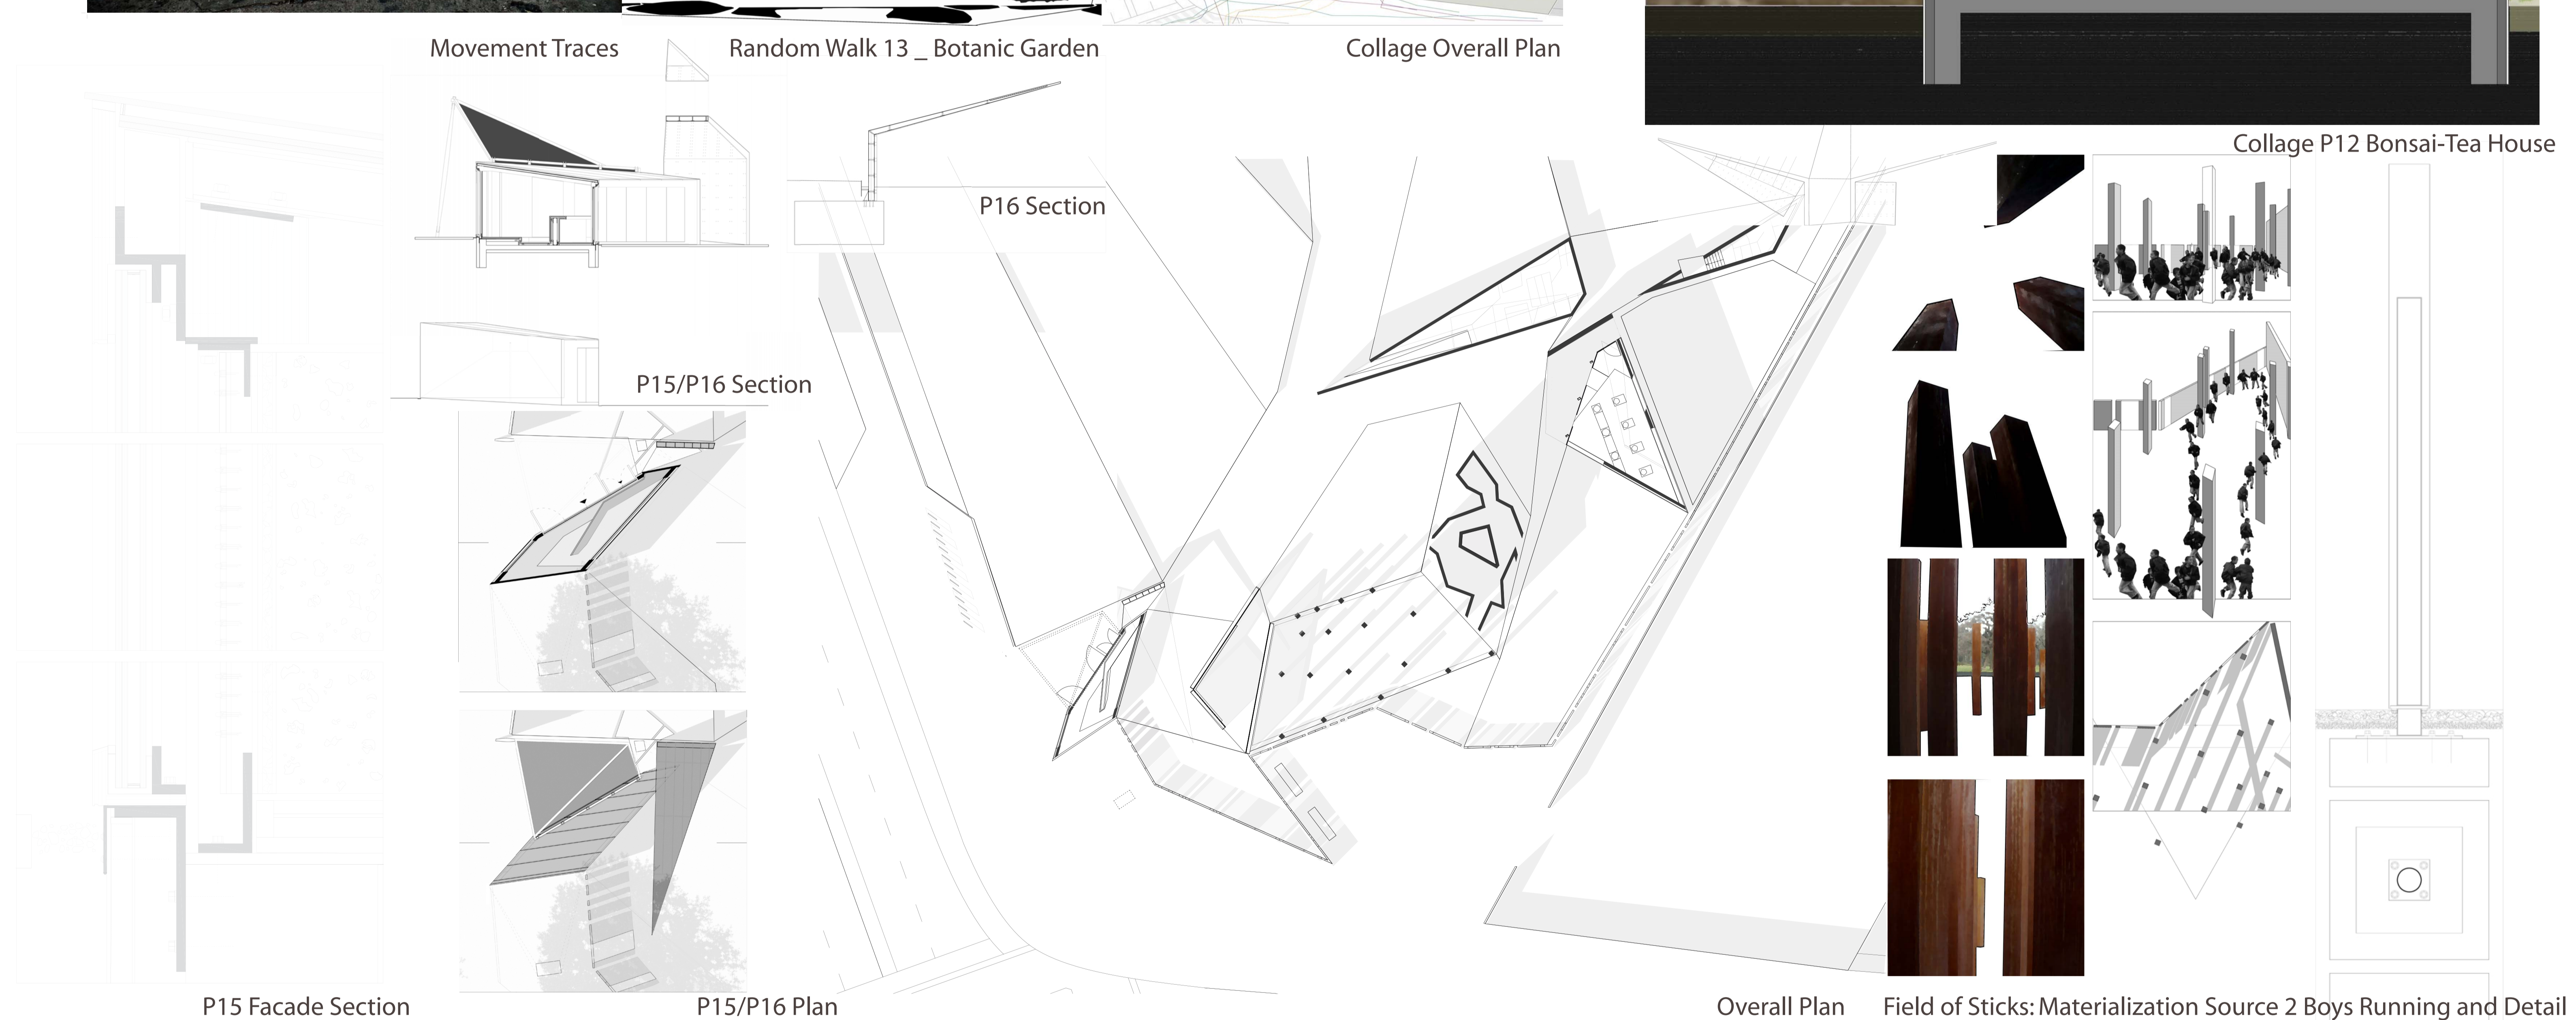 Movement Traces
Random Walk 13 _ Botanic Garden
Collage Overall Plan
Collage P12 Bonsai-Tea House
P16 Section
P15/P16 Section
P15 Facade Section
P15/P16 Plan
Overall Plan
Field of Sticks: Materialization Source 2 Boys Running and Detail